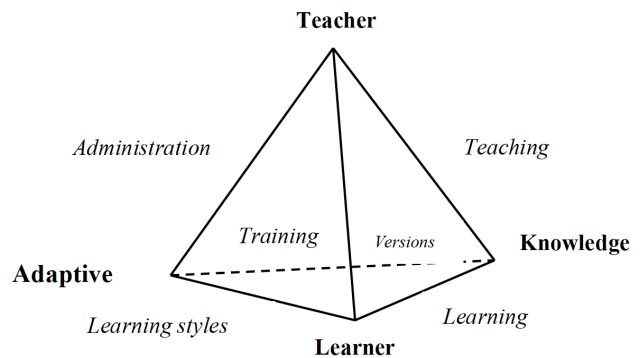 Teacher
Administration
Teaching
Training
Versions
Knowledge
Adaptive
Learning styles
Learning
Learner